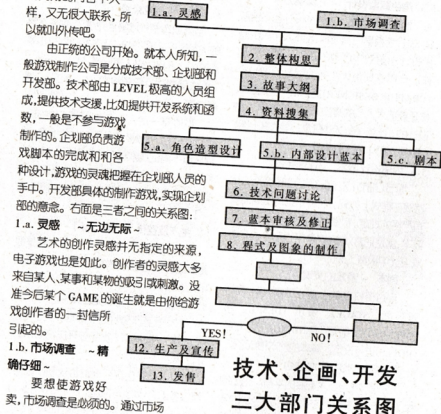 样，又无很大联系，所
以就叫外传吧。
由正统的公司开始。就本人所知，一
般游戏制作公司是分成技术部、企划部和
开发部。技术部由 LEVEL 极高的人员组
成，提供技术支援，比如提供开发系统和函
数，一般是不参与游戏
制作的。企划部负责游
戏脚本的完成和和各
种设计，游戏的灵魂把握在企划部人员的
手中。开发部具体的制作游戏，实现企划
部的意念。右面是三者之间的关系图：
1.a. 灵感 ~无边无际~
艺术的创作灵感并无指定的来源，
电子游戏也是如此。创作者的灵感大多
来自某人、某事和某物的吸引或刺激。没
准今后某个 GAME 的诞生就是由你给游
戏创作者的一封信所
引起的。
1.b. 市场调查 ~精
确仔细~
要想使游戏好
卖，市场调查是必须的。通过市场
1.a. 灵感
1.b. 市场调查
2. 整体构思
3. 故事大纲
4. 资料搜集
5.a. 角色造型设计
5.b. 内部设计蓝本
5.c. 剧本
6. 技术问题讨论
7. 蓝本审核及修正
8. 程式及图象的制作
YES!
NO!
12. 生产及宣传
13. 发售
技术、企画、开发
三大部门关系图